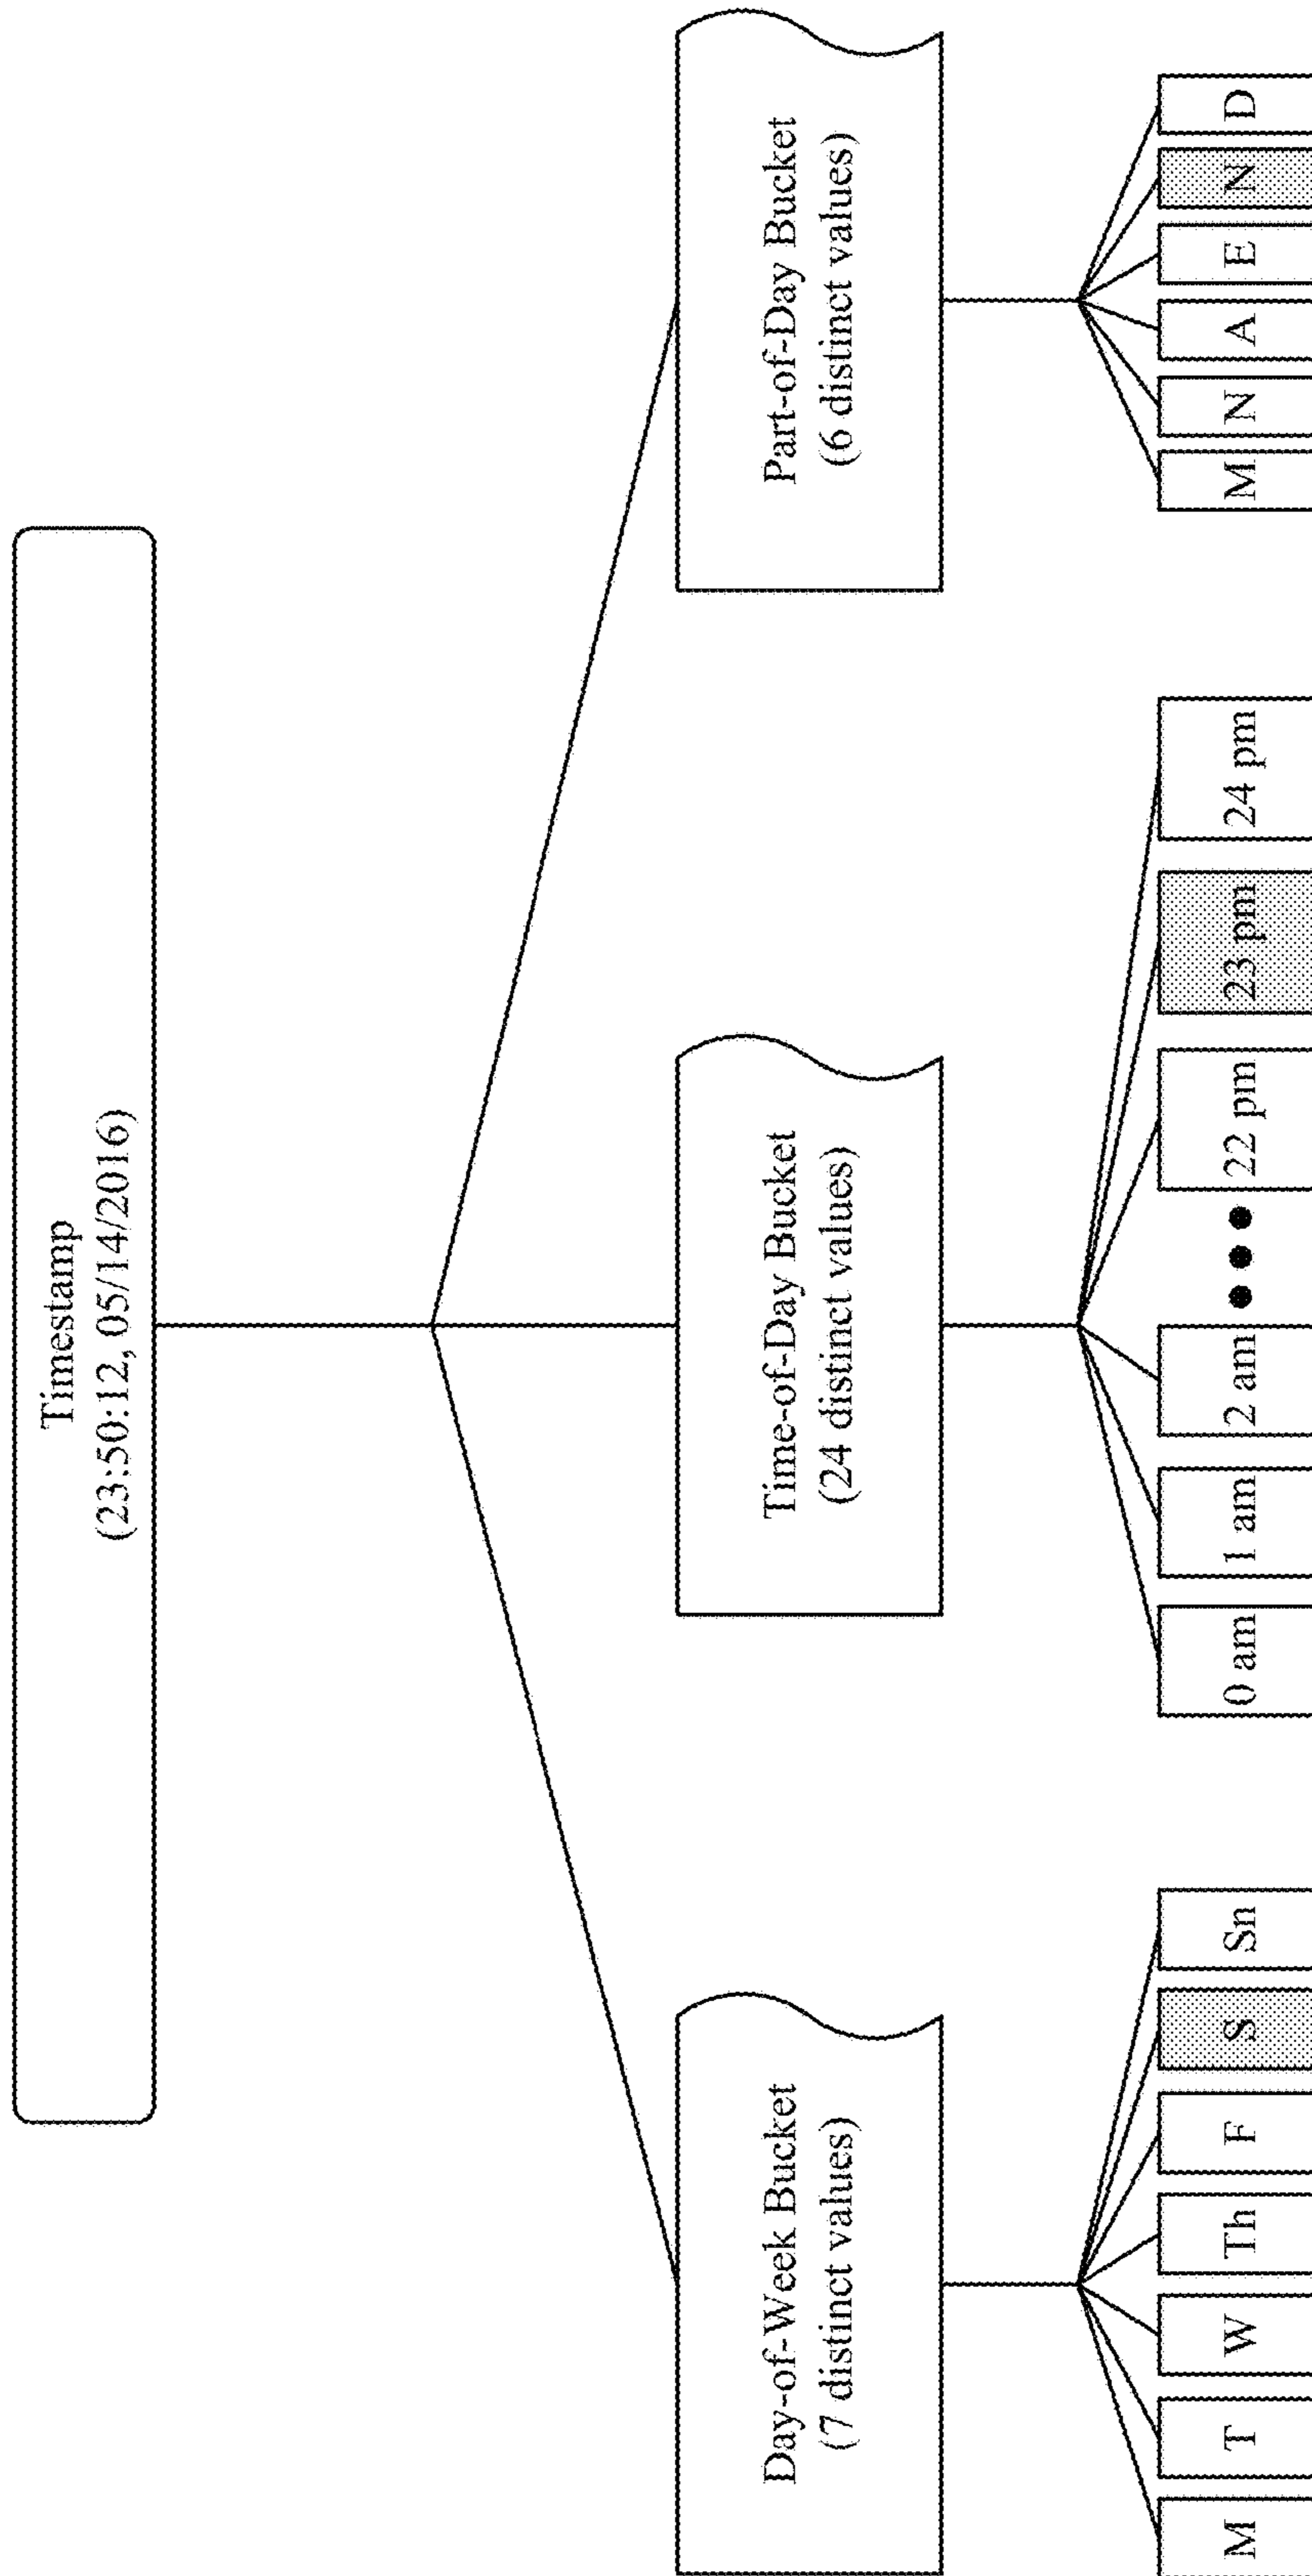 Timestamp
(23:50:12, 05/14/2016)
Day-of-Week Bucket
(7 distinct values)
Time-of-Day Bucket
(24 distinct values)
Part-of-Day Bucket
(6 distinct values)
M
T
W
Th
F
S
Sn
0 am
1 am
2 am
22 pm
23 pm
24 pm
M
N
A
E
N
D